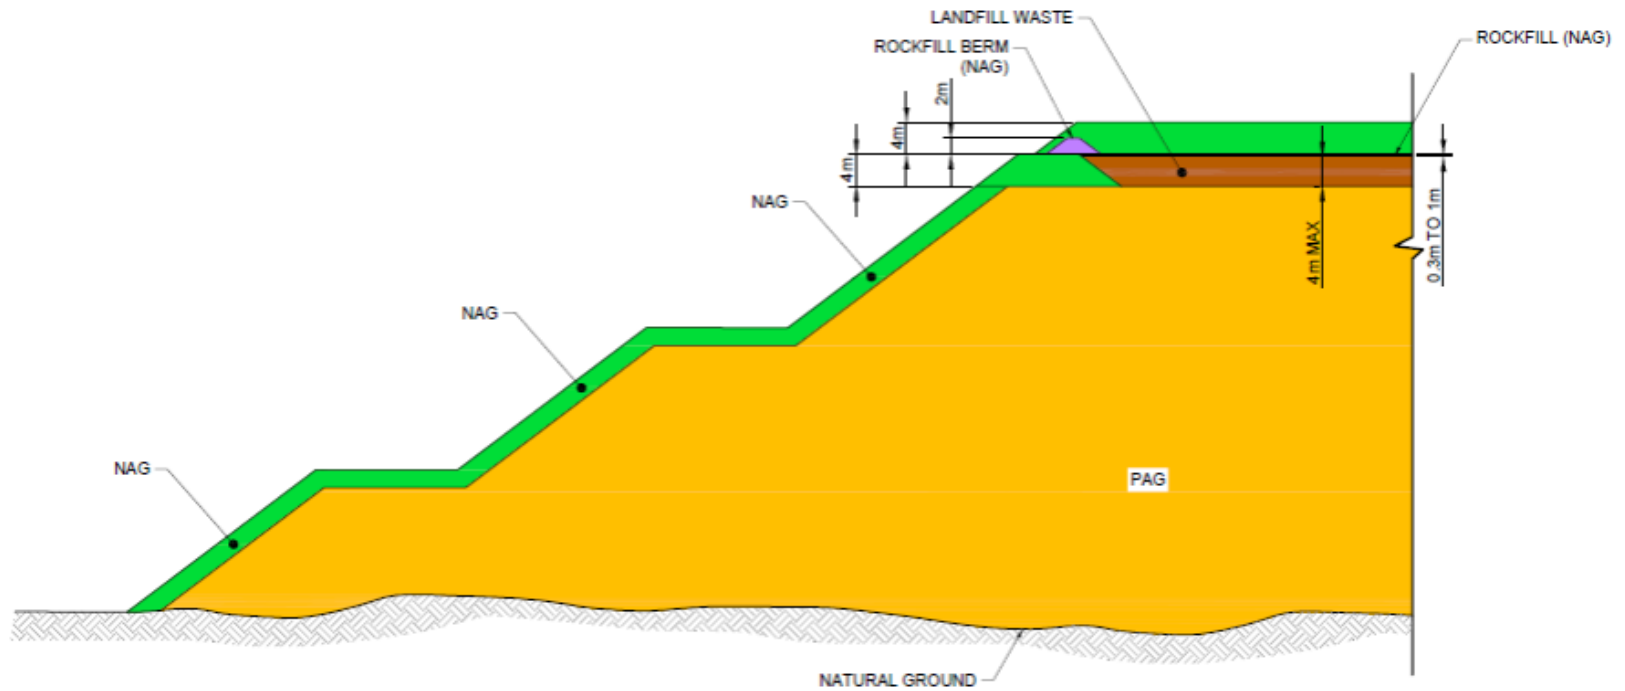 LANDFILL WASTE
ROCKFILL BERM
(NAG)
ROCKFILL (NAG)
2m
4m
4m
NAG
4m MAX
0.3m TO 1m
NAG
NAG
PAG
NATURAL GROUND